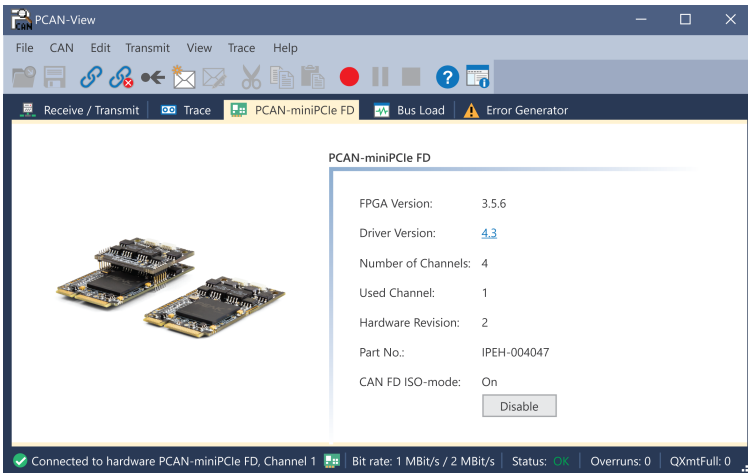 PCAN-View
File CAN Edit Transmit View Trace Help
Receive / Transmit Trace PCAN-miniPCIe FD Bus Load Error Generator
PCAN-miniPCIe FD
FPGA Version: 3.5.6
Driver Version: 4.3
Number of Channels: 4
Used Channel: 1
Hardware Revision: 2
Part No.: IPEH-004047
CAN FD ISO-mode: On
Disable
Connected to hardware PCAN-miniPCIe FD, Channel 1 Bit rate: 1 MBit/s / 2 MBit/s Status: OK Overruns: 0 QXmtFull: 0